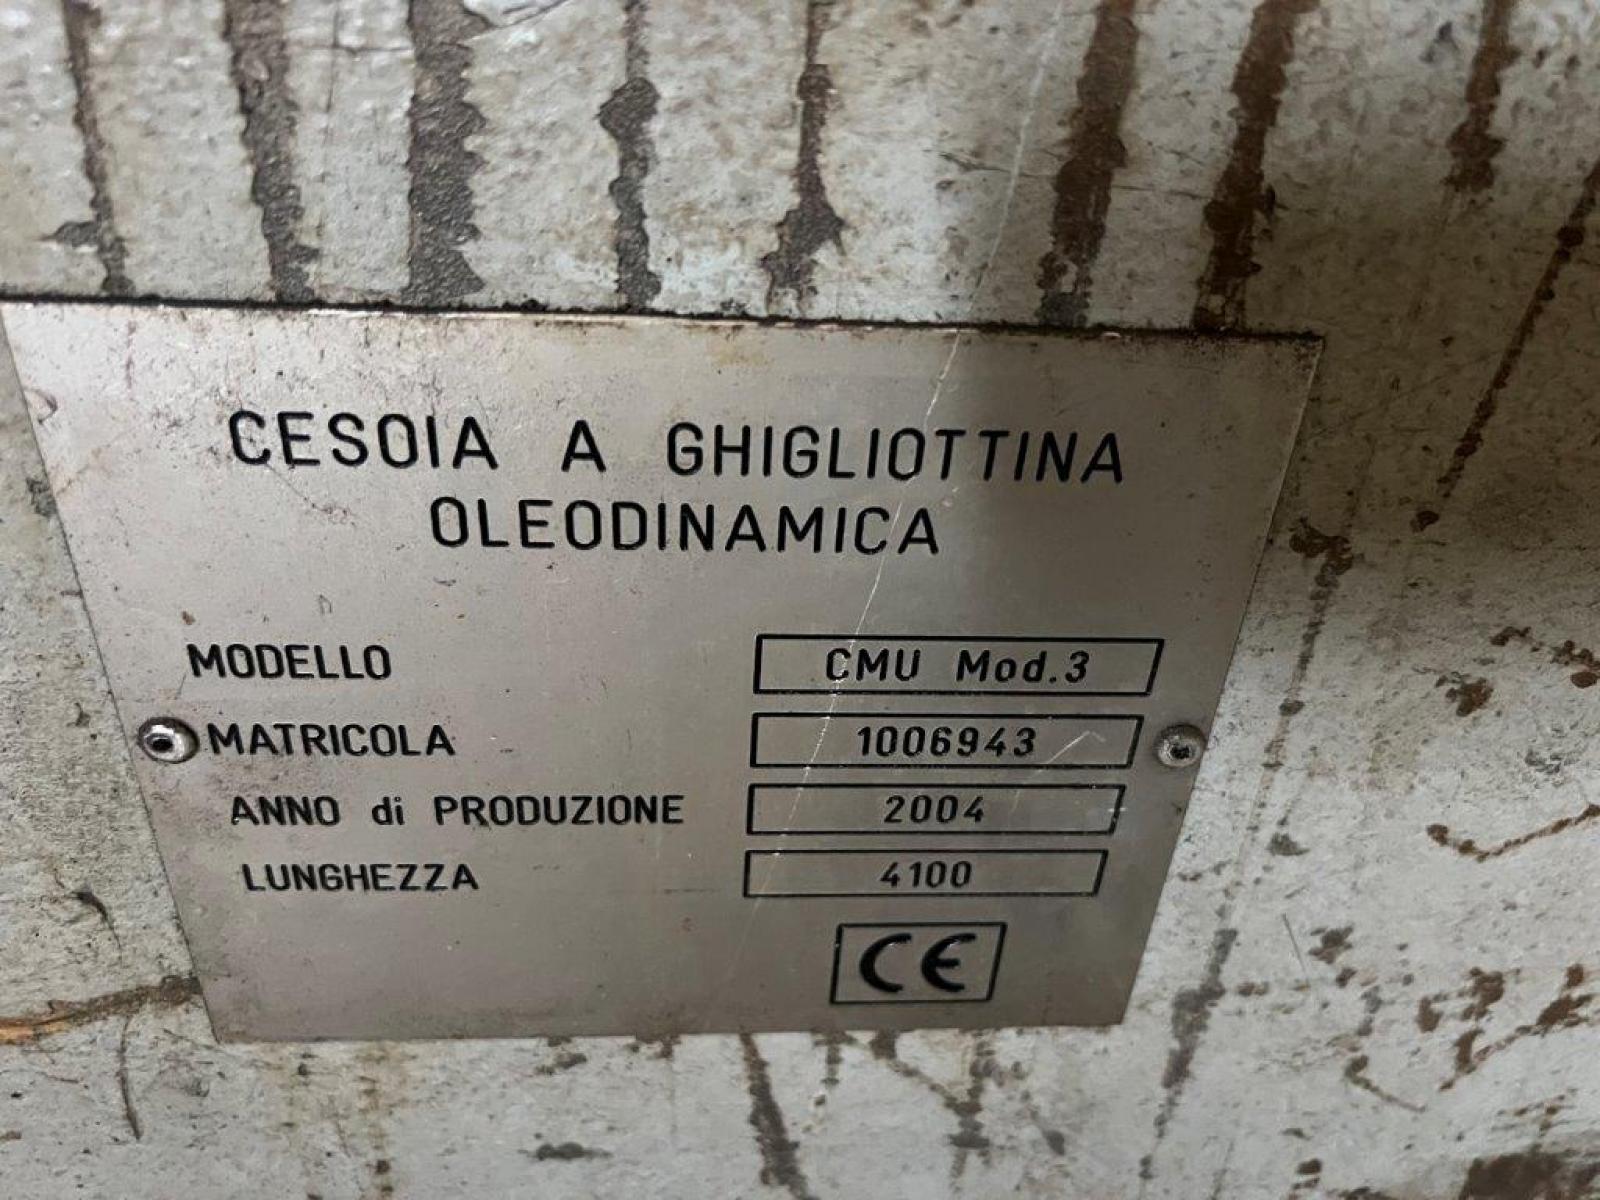 CESOIA A GHIGLIOTTINA
OLEODINAMICA
MODELLO CMU Mod.3
MATRICOLA 1006943
ANNO di PRODUZIONE 2004
LUNGHEZZA 4100
CE